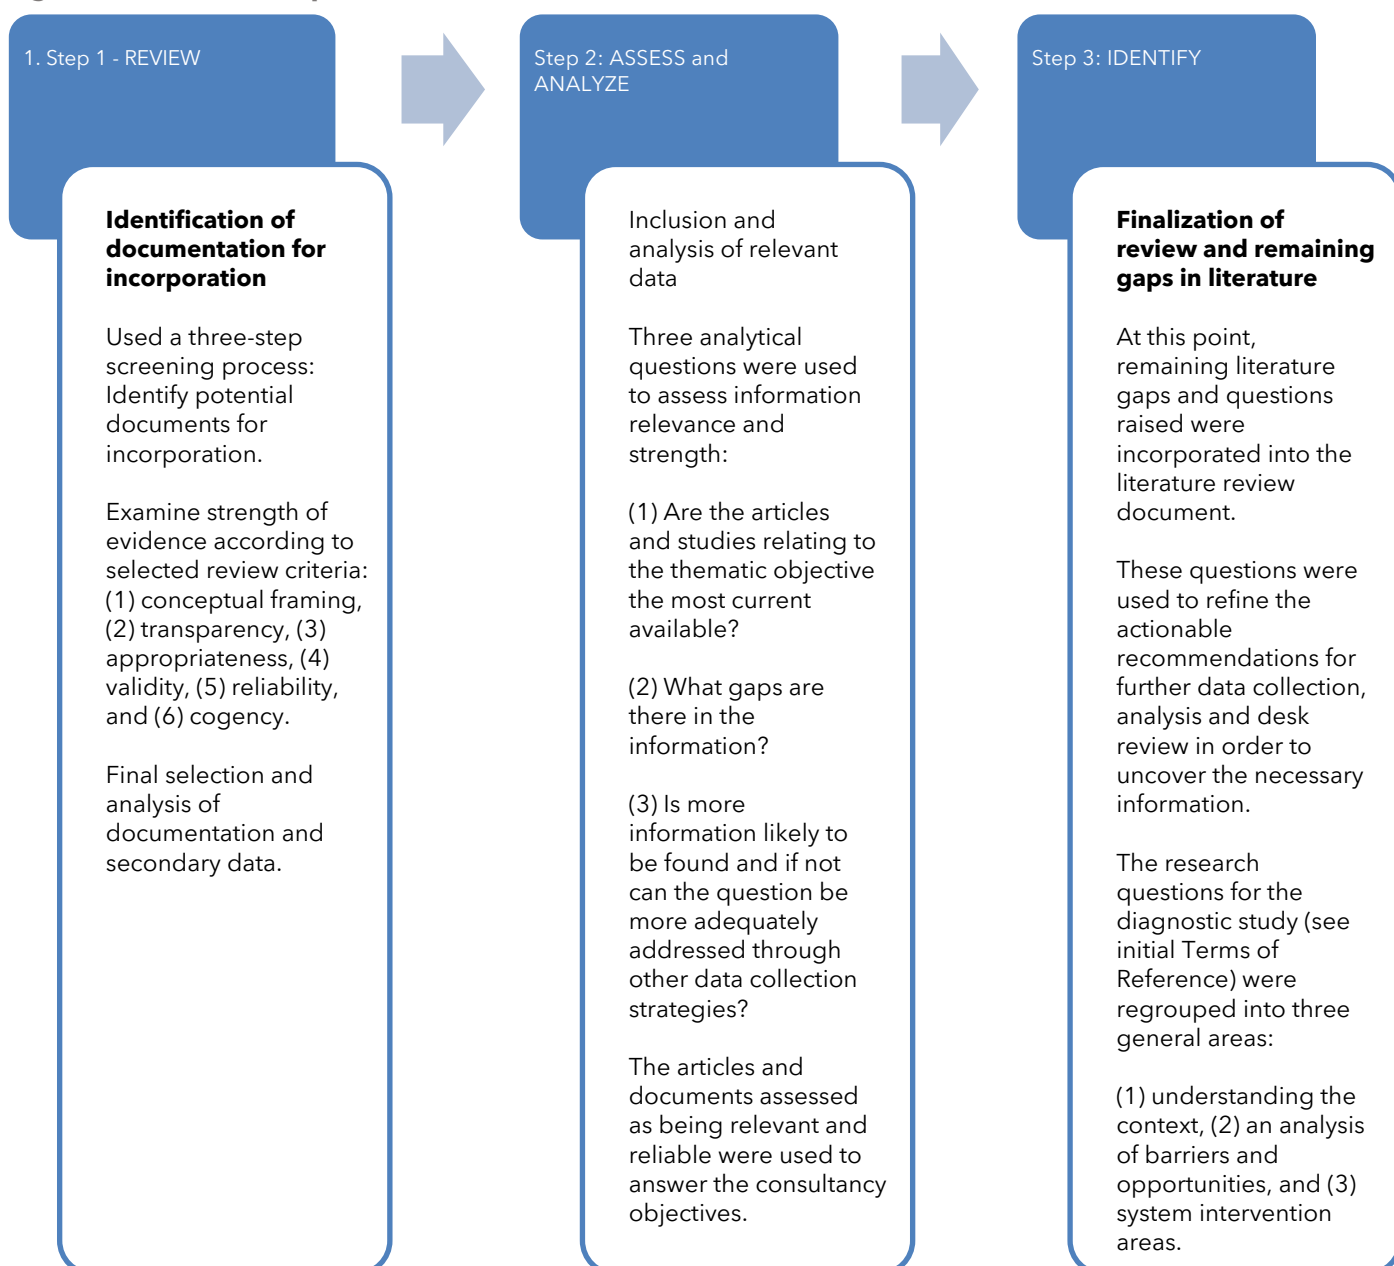 1. Step 1 - REVIEW
Identification of
documentation for
incorporation
Used a three-step
screening process:
Identify potential
documents for
incorporation.
Examine strength of
evidence according to
selected review criteria:
(1) conceptual framing,
(2) transparency, (3)
appropriateness, (4)
validity, (5) reliability,
and (6) cogency.
Final selection and
analysis of
documentation and
secondary data.
Step 2: ASSESS and
ANALYZE
Inclusion and
analysis of relevant
data
Three analytical
questions were used
to assess information
relevance and
strength:
(1) Are the articles
and studies relating to
the thematic objective
the most current
available?
(2) What gaps are
there in the
information?
(3) Is more
information likely to
be found and if not
can the question be
more adequately
addressed through
other data collection
strategies?
The articles and
documents assessed
as being relevant and
reliable were used to
answer the consultancy
objectives.
Step 3: IDENTIFY
Finalization of
review and remaining
gaps in literature
At this point,
remaining literature
gaps and questions
raised were
incorporated into the
literature review
document.
These questions were
used to refine the
actionable
recommendations for
further data collection,
analysis and desk
review in order to
uncover the necessary
information.
The research
questions for the
diagnostic study (see
initial Terms of
Reference) were
regrouped into three
general areas:
(1) understanding the
context, (2) an analysis
of barriers and
opportunities, and (3)
system intervention
areas.